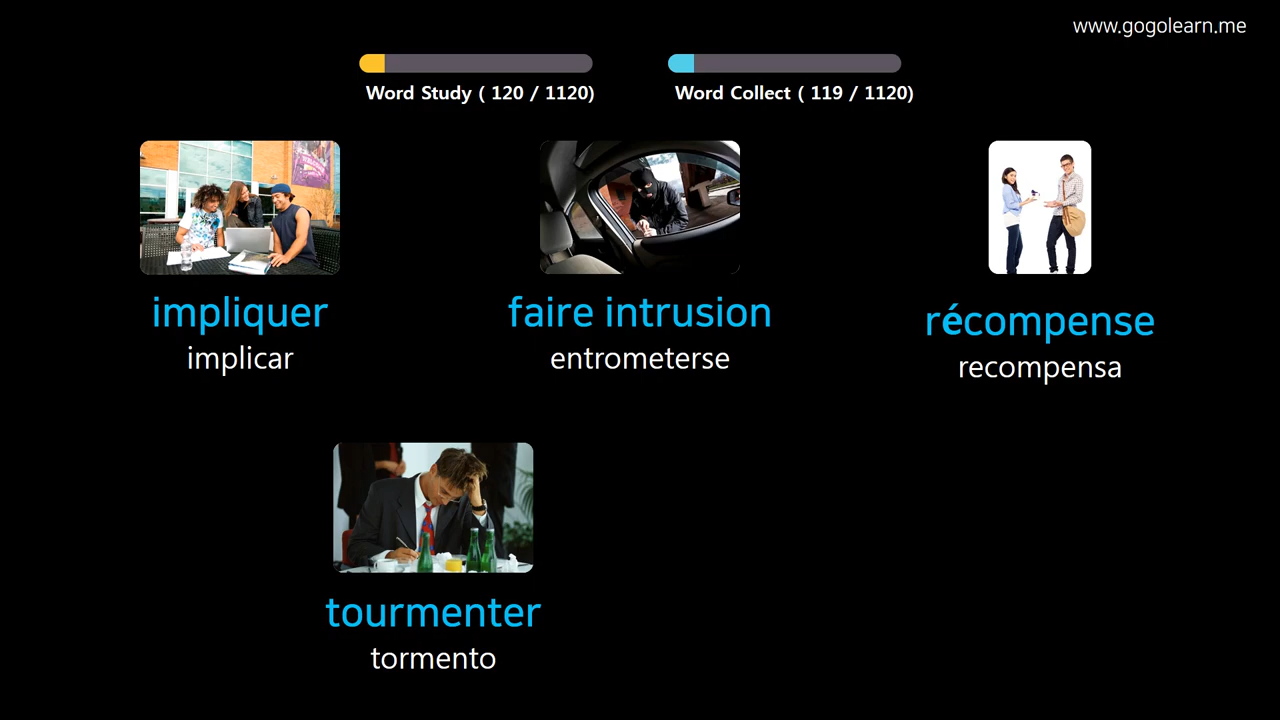 www.gogolearn.me
Word Study ( 120 / 1120)
Word Collect ( 119 / 1120)
impliquer
implicar
faire intrusion
entrometerse
récompense
recompensa
tourmenter
tormento